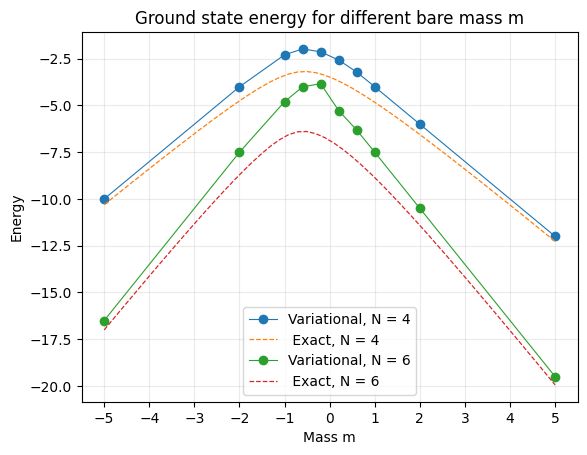 Ground state energy for different bare mass m
Energy
−2.5
−5.0
−7.5
−10.0
−12.5
−15.0
−17.5
−20.0
Variational, N = 4
Exact, N = 4
Variational, N = 6
Exact, N = 6
−5 −4 −3 −2 −1 0 1 2 3 4 5
Mass m